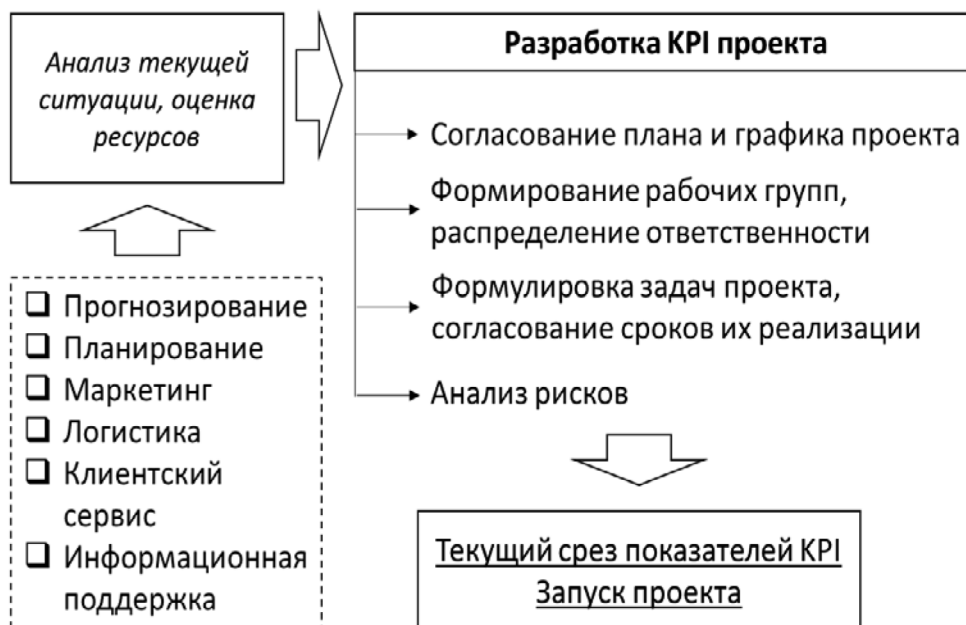 Анализ текущей
ситуации, оценка
ресурсов
Прогнозирование
Планирование
Маркетинг
Логистика
Клиентский
сервис
Информационная
поддержка
Разработка KPI проекта
Согласование плана и графика проекта
Формирование рабочих групп,
распределение ответственности
Формулировка задач проекта,
согласование сроков их реализации
Анализ рисков
Текущий срез показателей KPI
Запуск проекта